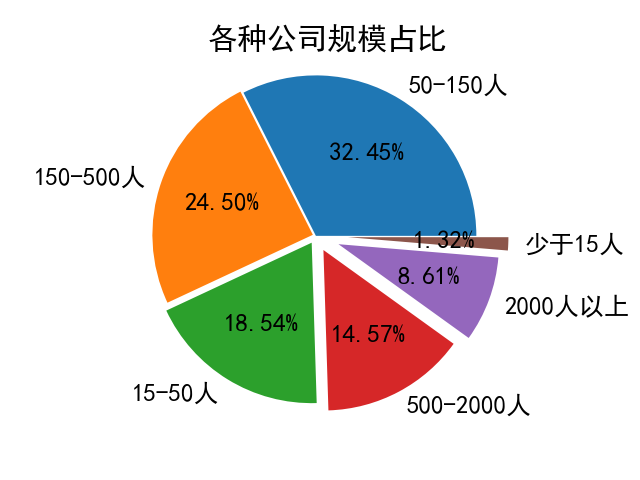 各种公司规模占比
50-150人
32.45%
150-500人
24.50%
1.32%
少于15人
8.61%
2000人以上
18.54%
14.57%
15-50人
500-2000人